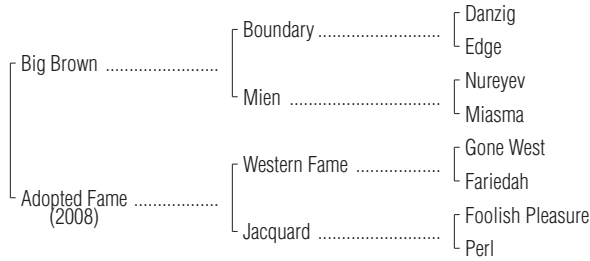 Danzig
Boundary ............................
Edge
Big Brown .........................
Nureyev
Mien ..................................
Miasma
Gone West
Western Fame ...................
Fariedah
Adopted Fame ...................
(2008)
Foolish Pleasure
Jacquard ...........................
Perl